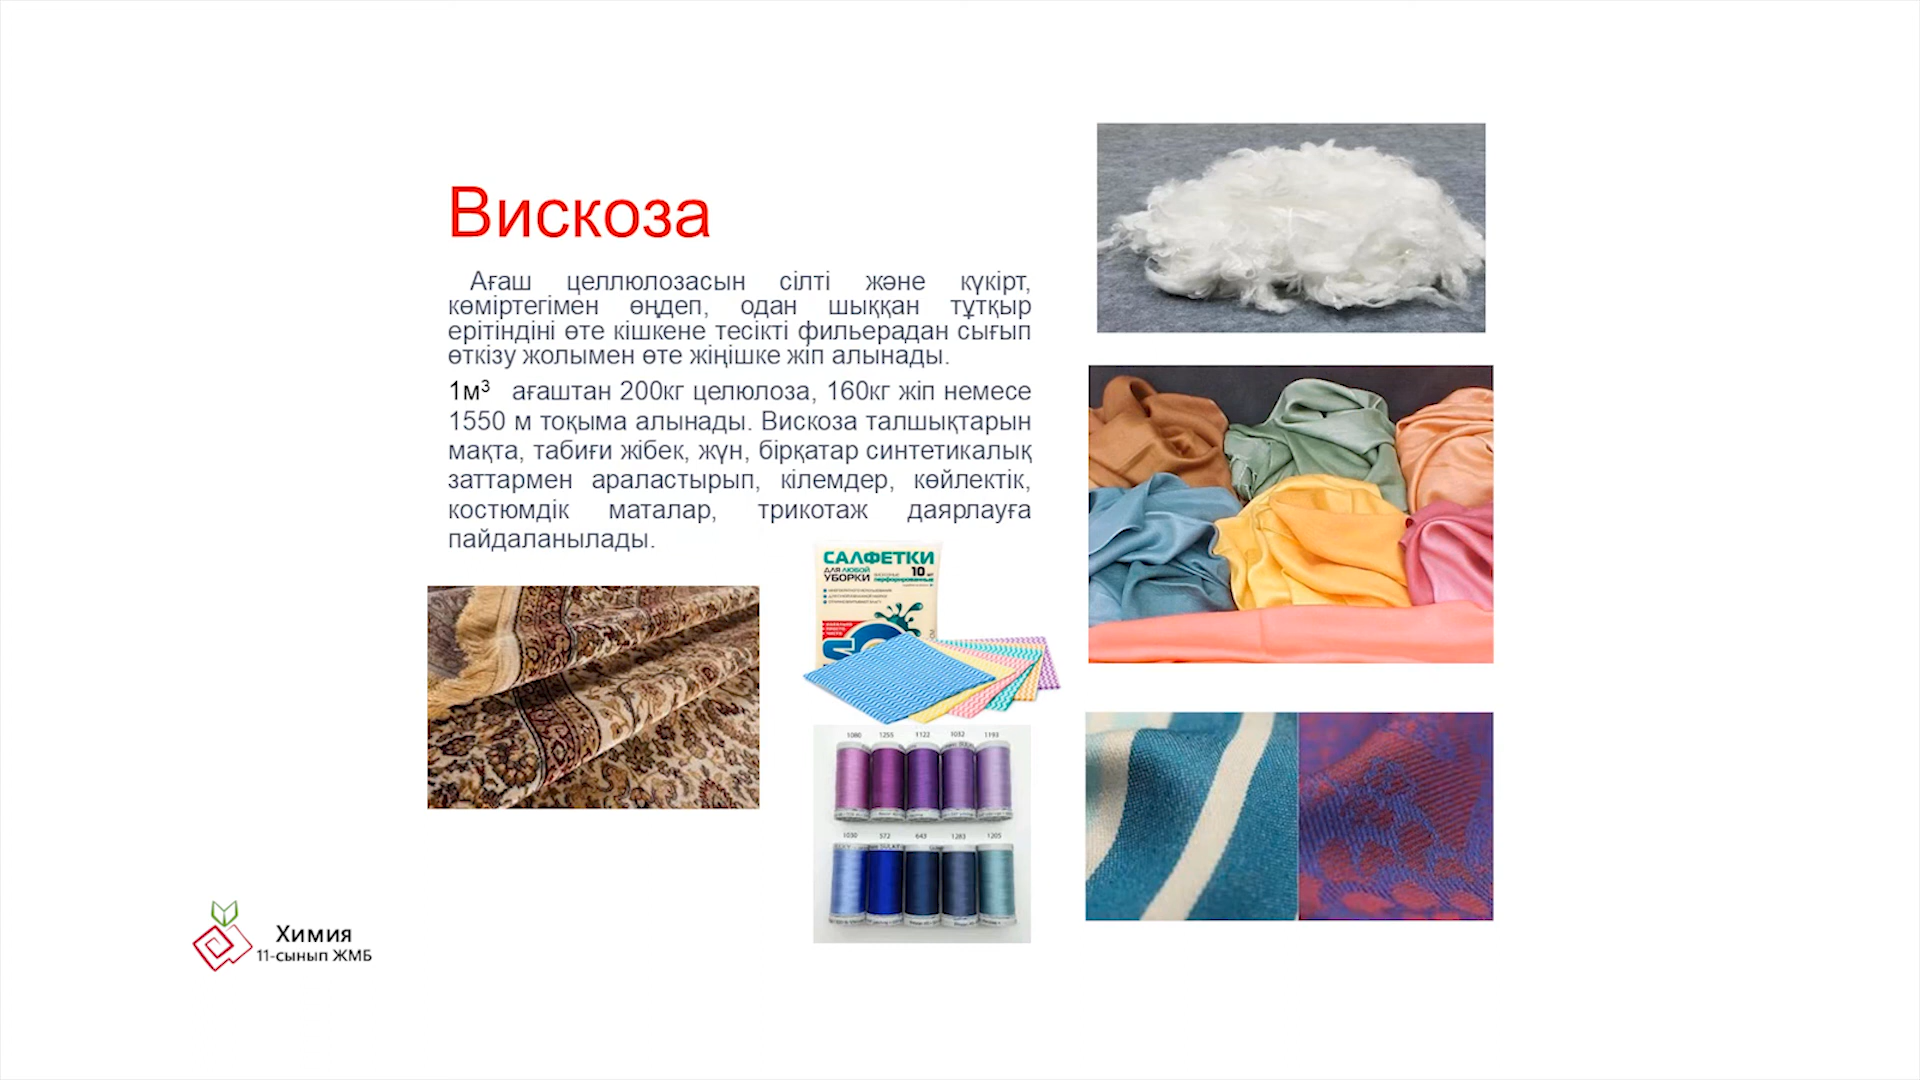 Вискоза
Ағаш целлюлозасын сілті және күкірт,
көміртегімен өңдеп, одан шыққан тұтқыр
ерітіндіні өте кішкене тесікті фильерадан сығып
өткізу жолымен өте жіңішке жіп алынады.
1м³ ағаштан 200кг целюлоза, 160кг жіп немесе
1550 м тоқыма алынады. Вискоза талшықтарын
мақта, табиғи жібек, жүн, бірқатар синтетикалық
заттармен араластырып, кілемдер, көйлектік,
костюмдік маталар, трикотаж даярлауға
пайдаланылады.
САЛФЕТКИ
ДЛЯ ЛЮБОЙ
УБОРКИ
10 шт
перфорированные
1080 1255 1122 1032 1193
1030 572 643 1283 1205
Химия
11-сынып ЖМБ